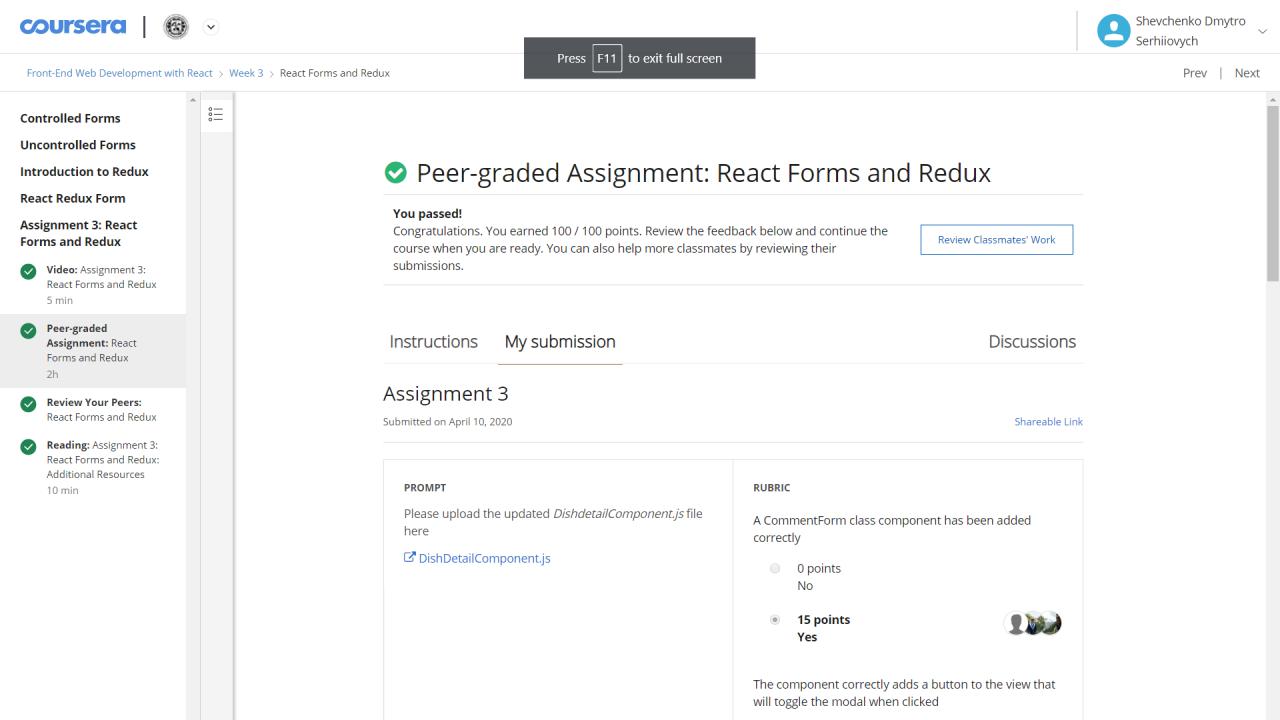 coursera
Shevchenko Dmytro
Serhiiovych
Press F11 to exit full screen
Front-End Web Development with React > Week 3 > React Forms and Redux
Prev | Next
Controlled Forms
Uncontrolled Forms
Introduction to Redux
React Redux Form
Assignment 3: React
Forms and Redux
Video: Assignment 3:
React Forms and Redux
5 min
Peer-graded
Assignment: React
Forms and Redux
2h
Review Your Peers:
React Forms and Redux
Reading: Assignment 3:
React Forms and Redux:
Additional Resources
10 min
Peer-graded Assignment: React Forms and Redux
You passed!
Congratulations. You earned 100 / 100 points. Review the feedback below and continue the
course when you are ready. You can also help more classmates by reviewing their
submissions.
Review Classmates' Work
Instructions
My submission
Discussions
Assignment 3
Submitted on April 10, 2020
Shareable Link
PROMPT
Please upload the updated DishdetailComponent.js file
here
DishDetailComponent.js
RUBRIC
A CommentForm class component has been added
correctly
0 points
No
15 points
Yes
The component correctly adds a button to the view that
will toggle the modal when clicked